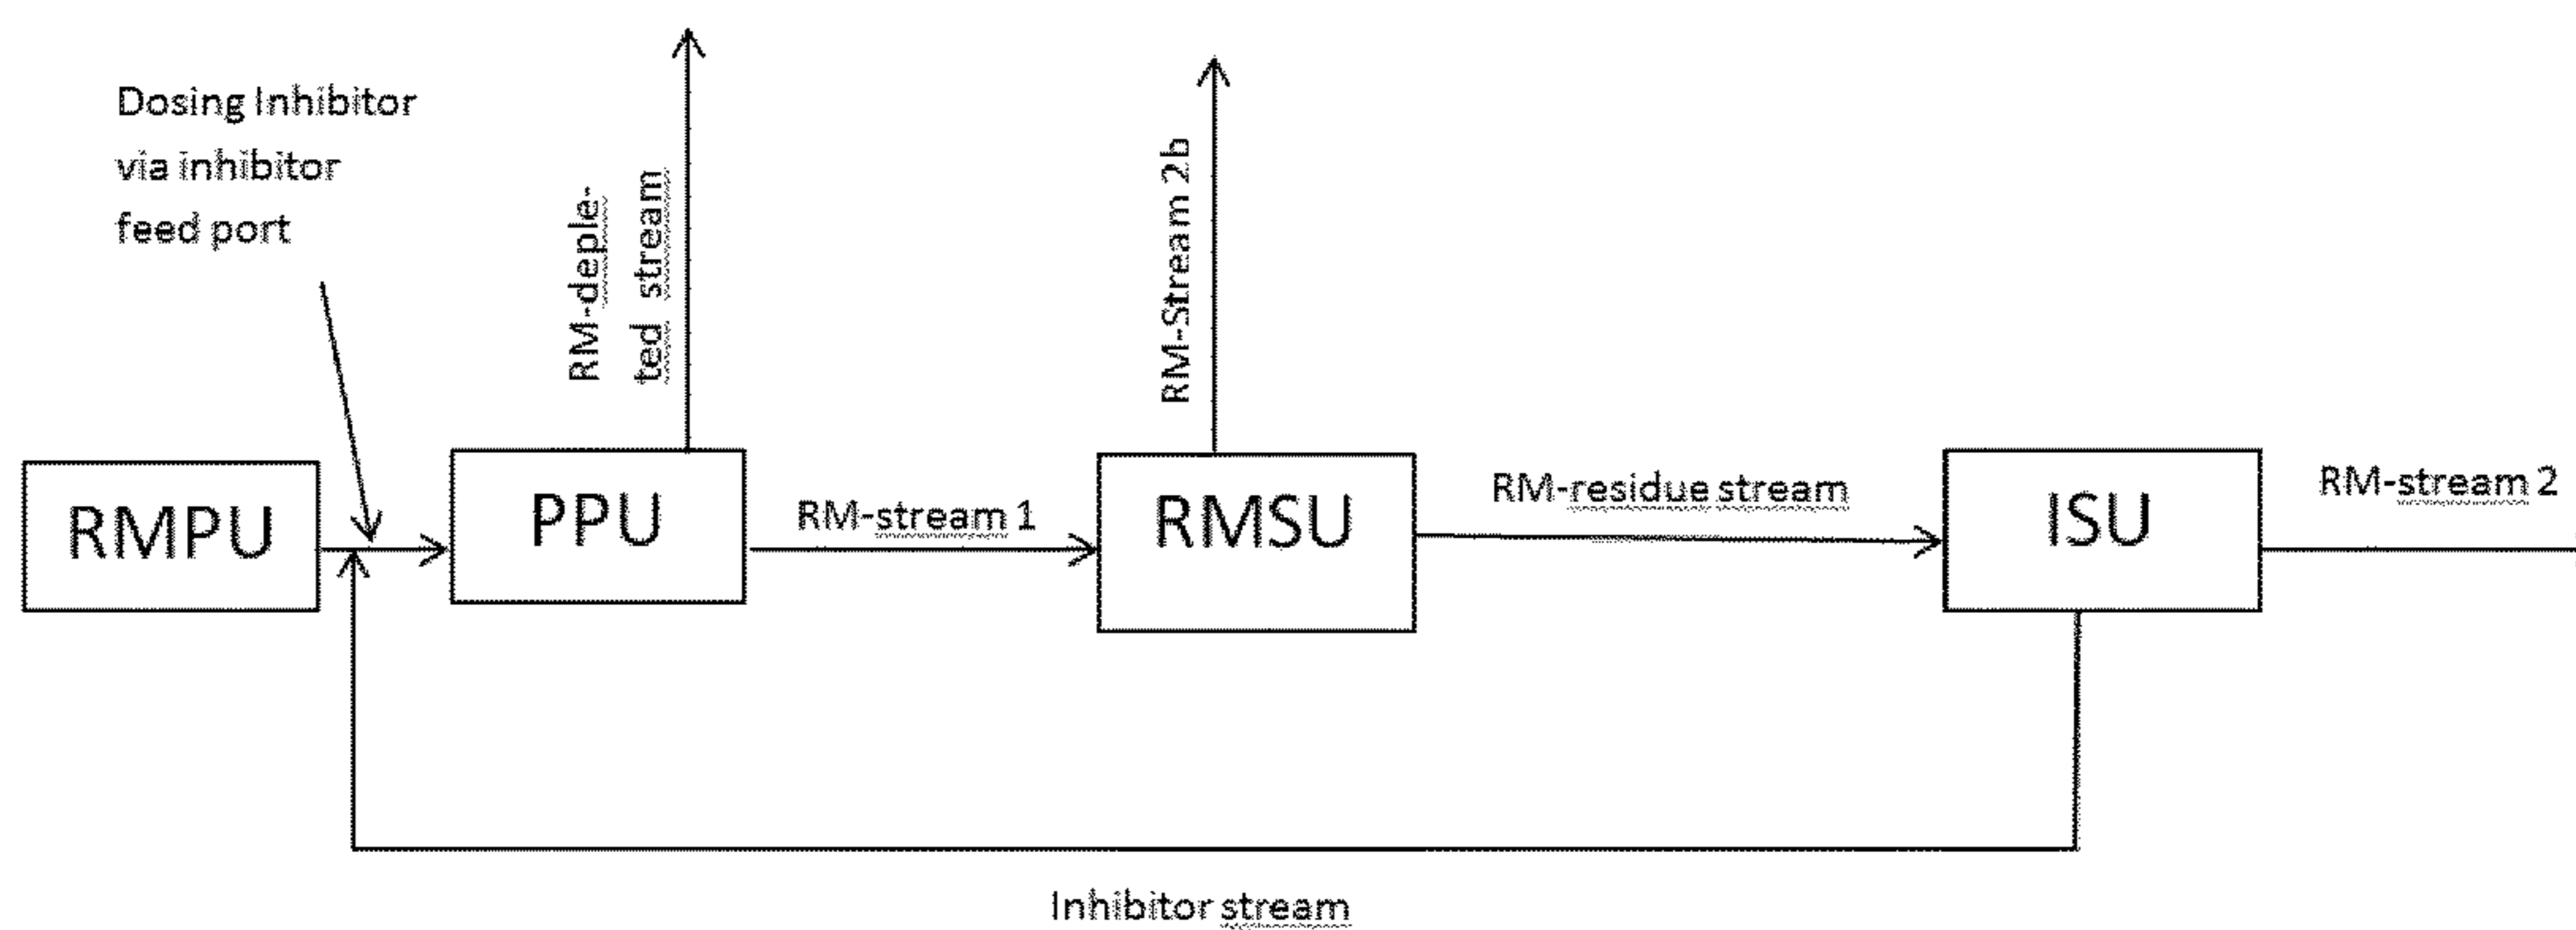 Dosing Inhibitor
via inhibitor
feed port
RM-deple-
ted stream
RM-Stream 2b
RMPU
PPU
RM-stream 1
RMSU
RM-residue stream
ISU
RM-stream 2
Inhibitor stream